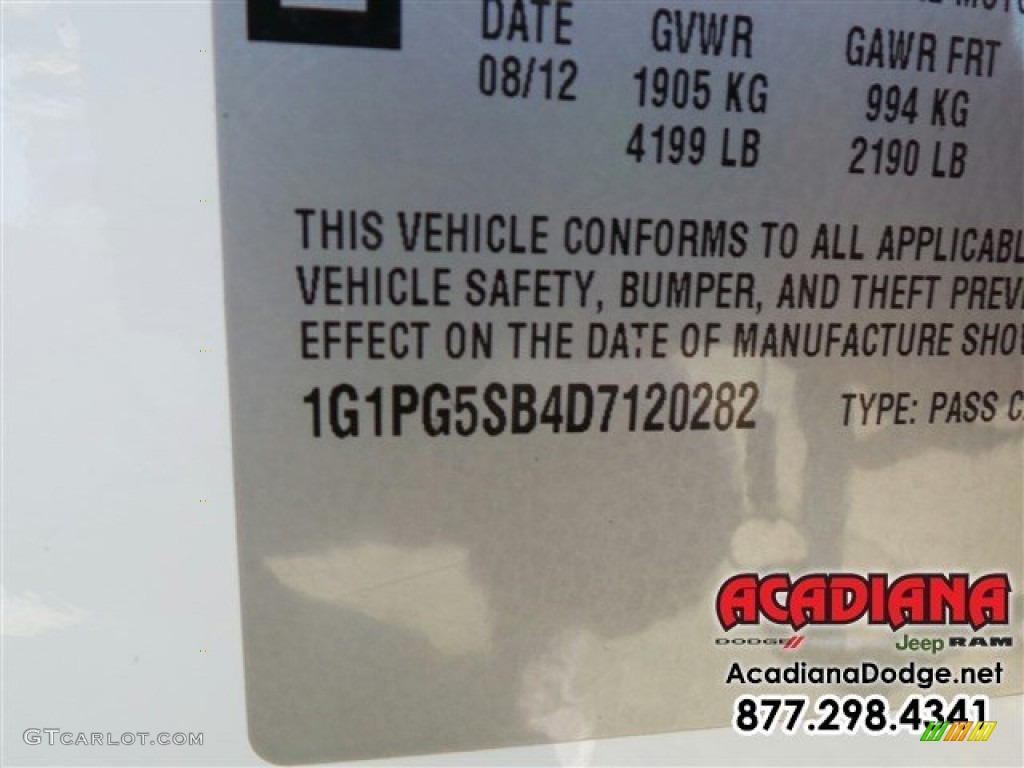 DATE GVWR GAWR FRT
08/12 1905 KG 994 KG
4199 LB 2190 LB
THIS VEHICLE CONFORMS TO ALL APPLICABL
VEHICLE SAFETY, BUMPER, AND THEFT PREV
EFFECT ON THE DATE OF MANUFACTURE SHO
1G1PG5SB4D7120282 TYPE: PASS C
ACADIANA
DODGE Jeep RAM
AcadianaDodge.net
877.298.4341
GTCARLOT.COM